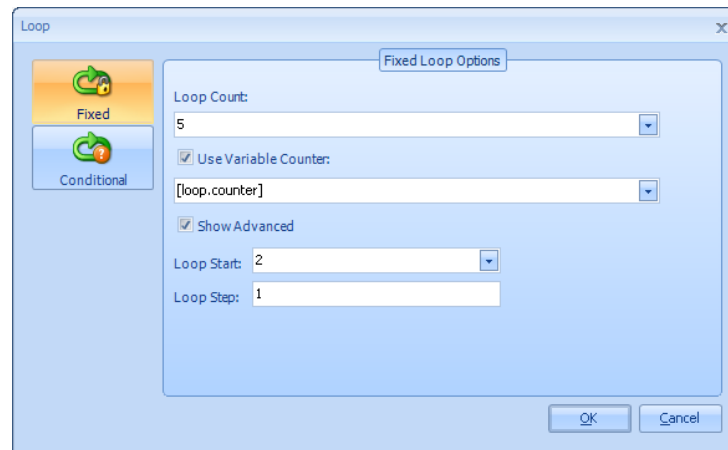 Loop
Fixed
Conditional
Fixed Loop Options
Loop Count:
5
Use Variable Counter:
[loop.counter]
Show Advanced
Loop Start: 2
Loop Step: 1
OK Cancel